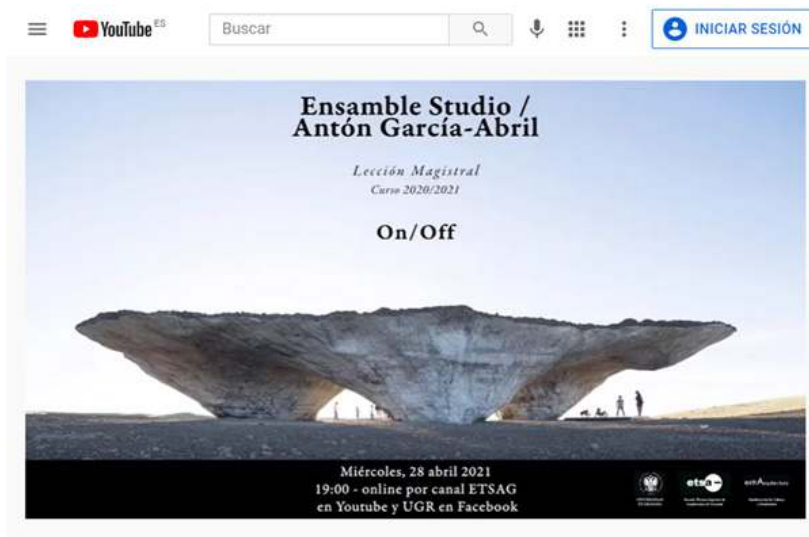 YouTube ES
Buscar
INICIAR SESIÓN
Ensamble Studio /
Antón García-Abril
Lección Magistral
Curso 2020/2021
On/Off
Miércoles, 28 abril 2021
19:00 - online por canal ETSAG
en Youtube y UGR en Facebook
etsa